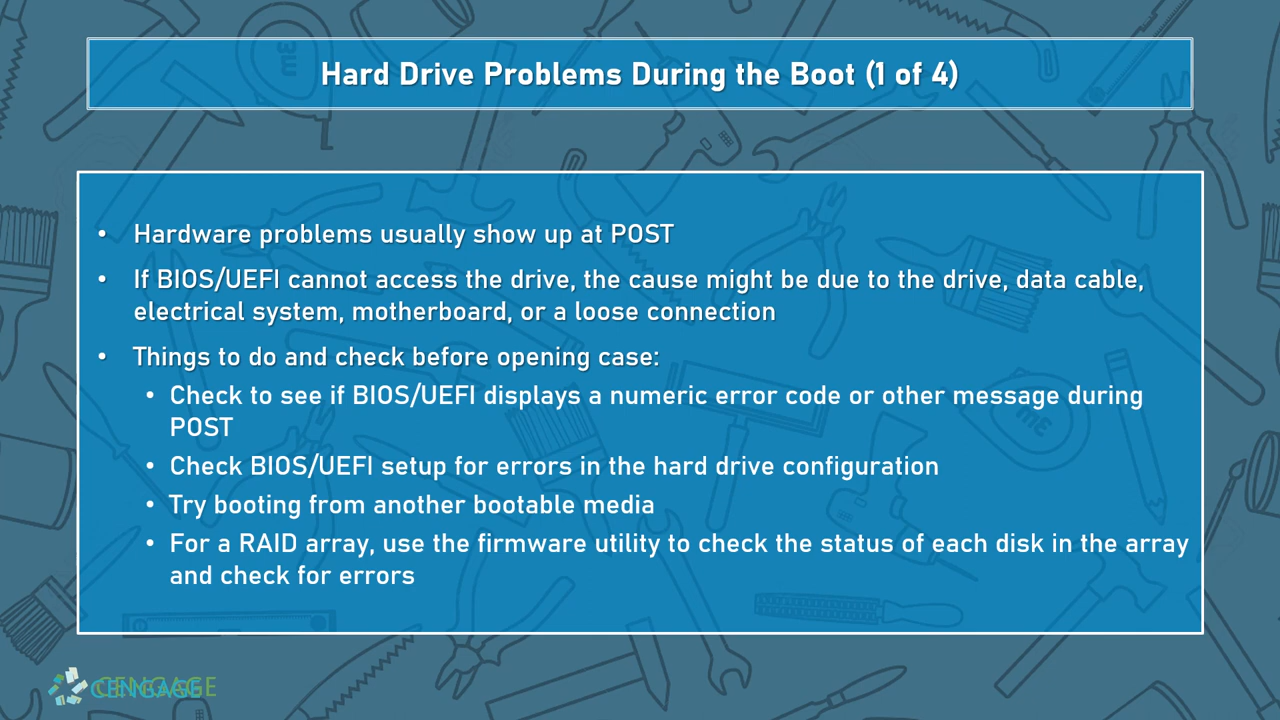 Hard Drive Problems During the Boot (1 of 4)
• Hardware problems usually show up at POST
• If BIOS/UEFI cannot access the drive, the cause might be due to the drive, data cable,
electrical system, motherboard, or a loose connection
• Things to do and check before opening case:
• Check to see if BIOS/UEFI displays a numeric error code or other message during
POST
• Check BIOS/UEFI setup for errors in the hard drive configuration
• Try booting from another bootable media
• For a RAID array, use the firmware utility to check the status of each disk in the array
and check for errors
CENGAGE